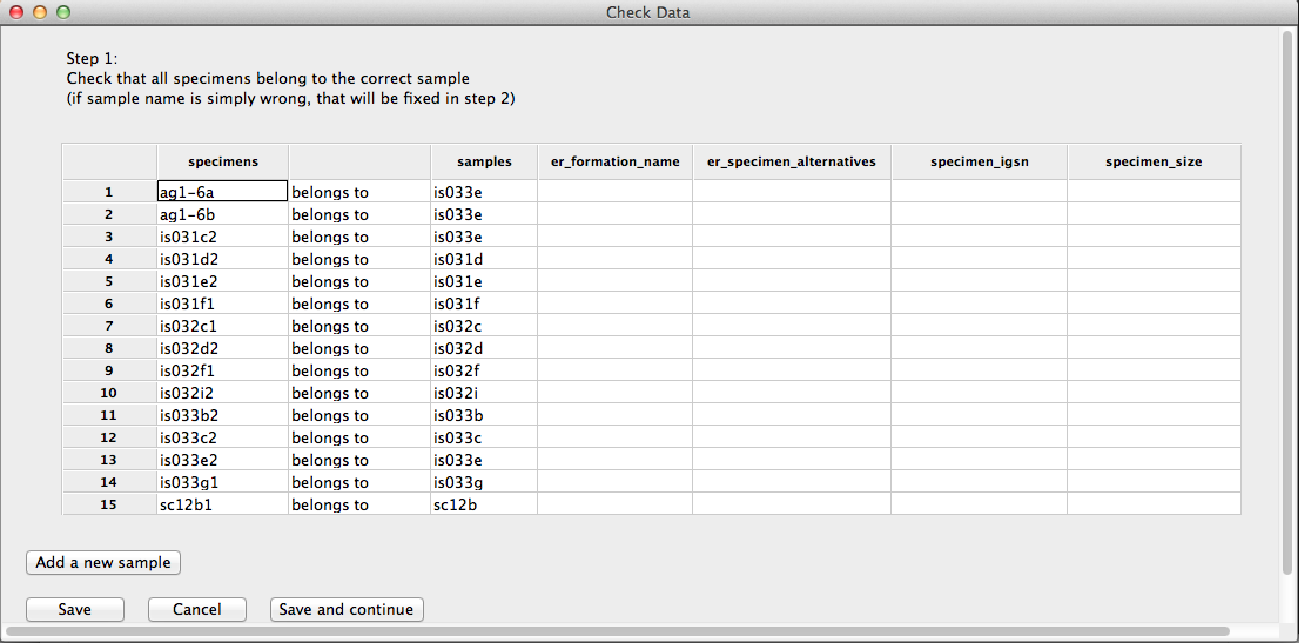 Check Data
Step 1:
Check that all specimens belong to the correct sample
(if sample name is simply wrong, that will be fixed in step 2)
specimens samples er_formation_name er_specimen_alternatives specimen_igsn specimen_size
1 ag1-6a belongs to is033e
2 ag1-6b belongs to is033e
3 is031c2 belongs to is033e
4 is031d2 belongs to is031d
5 is031e2 belongs to is031e
6 is031f1 belongs to is031f
7 is032c1 belongs to is032c
8 is032d2 belongs to is032d
9 is032f1 belongs to is032f
10 is032i2 belongs to is032i
11 is033b2 belongs to is033b
12 is033c2 belongs to is033c
13 is033e2 belongs to is033e
14 is033g1 belongs to is033g
15 sc12b1 belongs to sc12b
Add a new sample
Save Cancel Save and continue